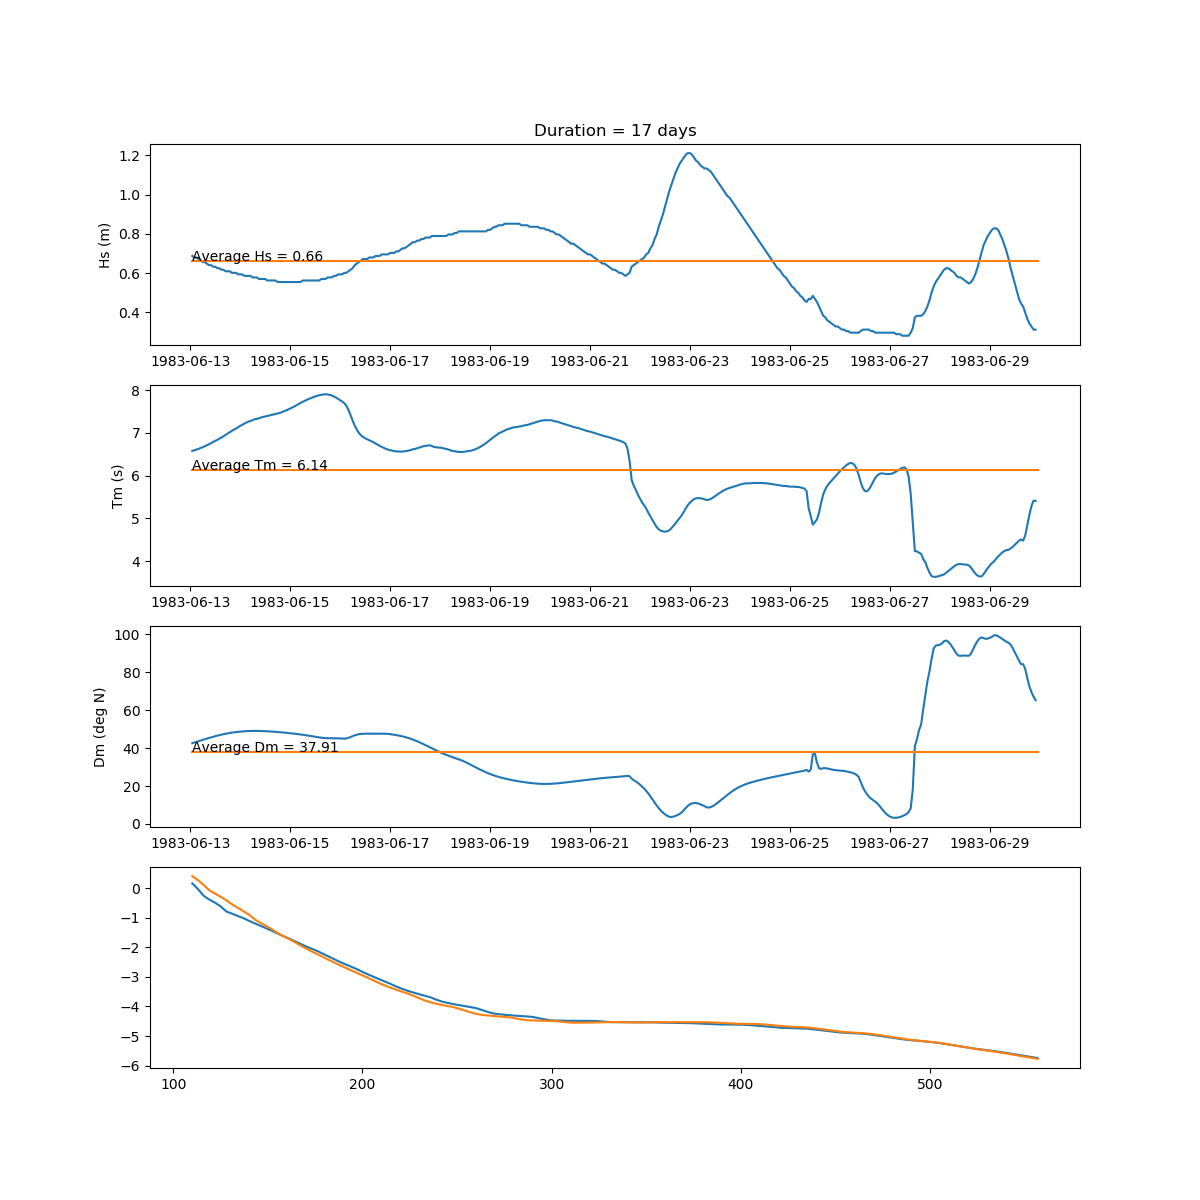 Duration = 17 days
Hs (m)
1.2
1.0
0.8
0.6
0.4
Average Hs = 0.66
1983-06-13 1983-06-15 1983-06-17 1983-06-19 1983-06-21 1983-06-23 1983-06-25 1983-06-27 1983-06-29
Tm (s)
8
7
6
5
4
Average Tm = 6.14
1983-06-13 1983-06-15 1983-06-17 1983-06-19 1983-06-21 1983-06-23 1983-06-25 1983-06-27 1983-06-29
Dm (deg N)
100
80
60
40
20
0
Average Dm = 37.91
1983-06-13 1983-06-15 1983-06-17 1983-06-19 1983-06-21 1983-06-23 1983-06-25 1983-06-27 1983-06-29
0
−1
−2
−3
−4
−5
−6
100 200 300 400 500